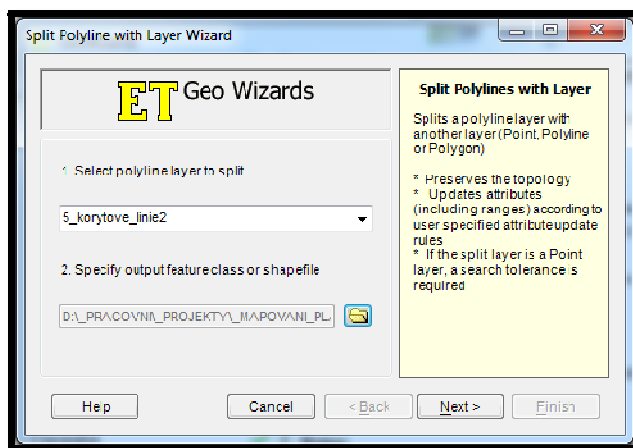 Split Polyline with Layer Wizard
ET Geo Wizards
1. Select polyline layer to split
5_korytove_linie2
2. Specify output feature class or shapefile
D:\_PRACOVNI\_PROJEKTY\_MAPOVANI_PL
Split Polylines with Layer
Splits a polyline layer with
another layer (Point, Polyline
or Polygon)
* Preserves the topology
* Updates attributes
(including ranges) according to
user specified attribute update
rules
* If the split layer is a Point
layer, a search tolerance is
required
Help
Cancel
< Back
Next >
Finish